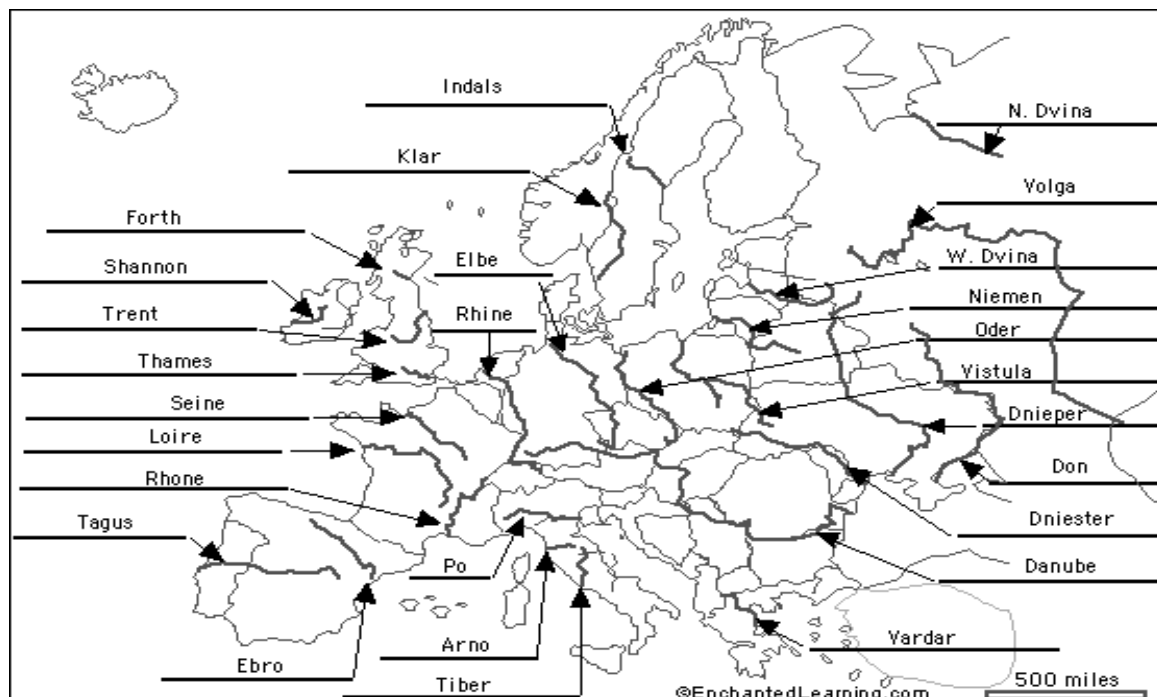 Indals
N. Dvina
Klar
Volga
Forth
Shannon
Elbe
W. Dvina
Trent
Rhine
Niemen
Oder
Thames
Vistula
Seine
Dnieper
Loire
Don
Rhone
Tagus
Dniester
Po
Danube
Arno
Vardar
Ebro
Tiber
500 miles
©EnchantedLearning.com